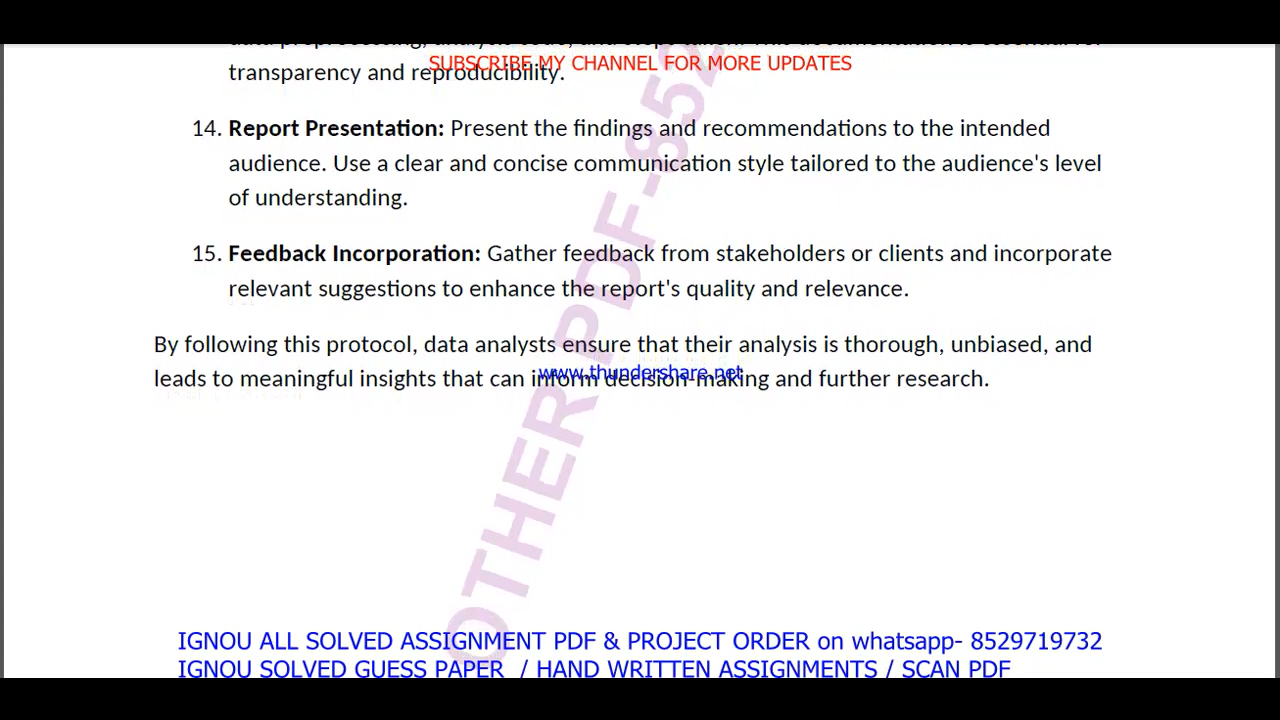 SUBSCRIBE MY CHANNEL FOR MORE UPDATES
transparency and reproducibility.
14. Report Presentation: Present the findings and recommendations to the intended
audience. Use a clear and concise communication style tailored to the audience's level
of understanding.
15. Feedback Incorporation: Gather feedback from stakeholders or clients and incorporate
relevant suggestions to enhance the report's quality and relevance.
By following this protocol, data analysts ensure that their analysis is thorough, unbiased, and
www.thundershare.net
leads to meaningful insights that can inform decision-making and further research.
OTHER PDF-852
IGNOU ALL SOLVED ASSIGNMENT PDF & PROJECT ORDER on whatsapp- 8529719732
IGNOU SOLVED GUESS PAPER / HAND WRITTEN ASSIGNMENTS / SCAN PDF